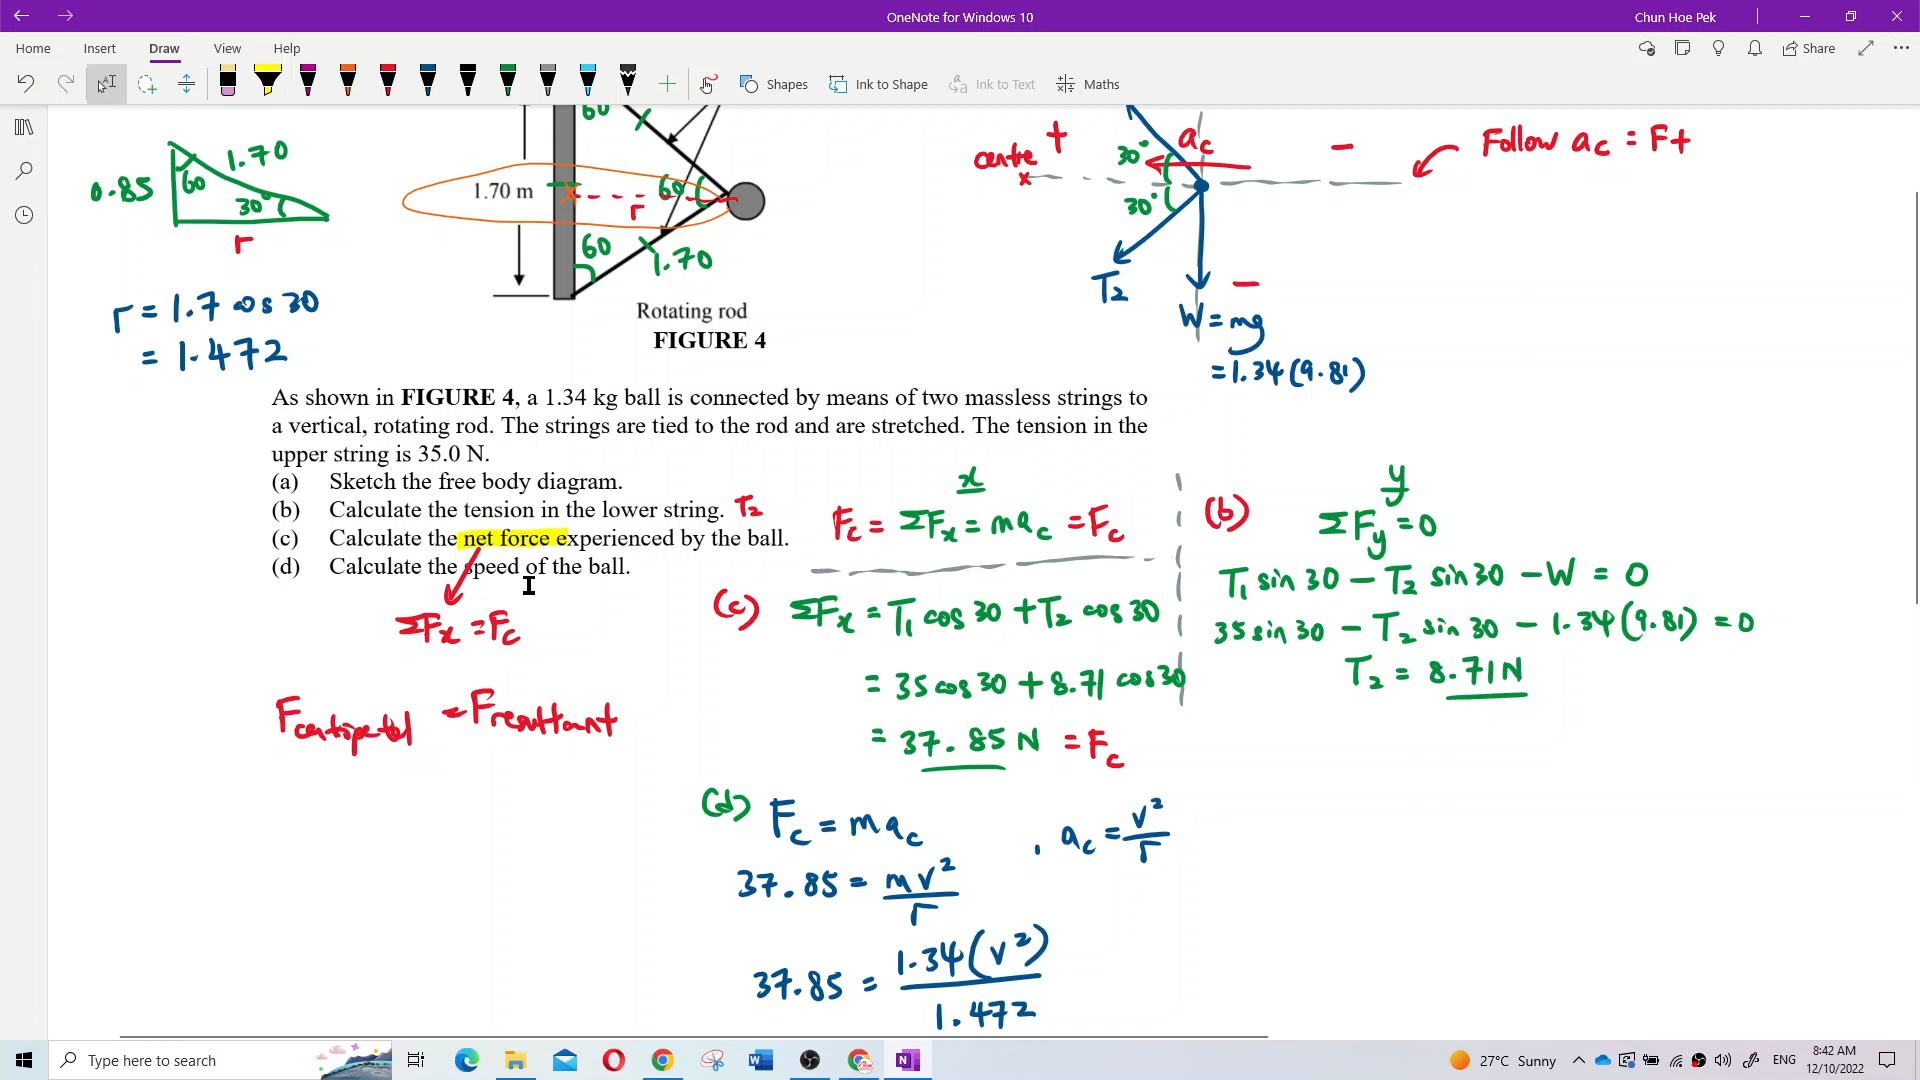 OneNote for Windows 10
Chun Hoe Pek
Home Insert Draw View Help
Share
Shapes
Ink to Shape
Ink to Text
Maths
60
0.85
60
1.70
30°
r
r = 1.7 cos 30
= 1.472
1.70 m
r
60
60
1.70
Rotating rod
FIGURE 4
centre
x
+
ac
−
30°
30°
T2
−
W = mg
= 1.34(9.81)
Follow ac = F+
As shown in FIGURE 4, a 1.34 kg ball is connected by means of two massless strings to
a vertical, rotating rod. The strings are tied to the rod and are stretched. The tension in the
upper string is 35.0 N.
(a) Sketch the free body diagram.
(b) Calculate the tension in the lower string. T2
(c) Calculate the net force experienced by the ball.
(d) Calculate the speed of the ball.
ΣFx = Fc
Fcentripetal = Fresultant
x
Fc = ΣFx = mac = Fc
(c) ΣFx = T1 cos 30 + T2 cos 30
= 35 cos 30 + 8.71 cos 30
= 37.85 N = Fc
(b)
y
ΣFy = 0
T1 sin 30 − T2 sin 30 − W = 0
35 sin 30 − T2 sin 30 − 1.34(9.81) = 0
T2 = 8.71 N
(d) Fc = mac , ac = v²/r
37.85 = mv²/r
37.85 = 1.34(v²)/1.472
Type here to search
27°C Sunny
ENG
8:42 AM
12/10/2022